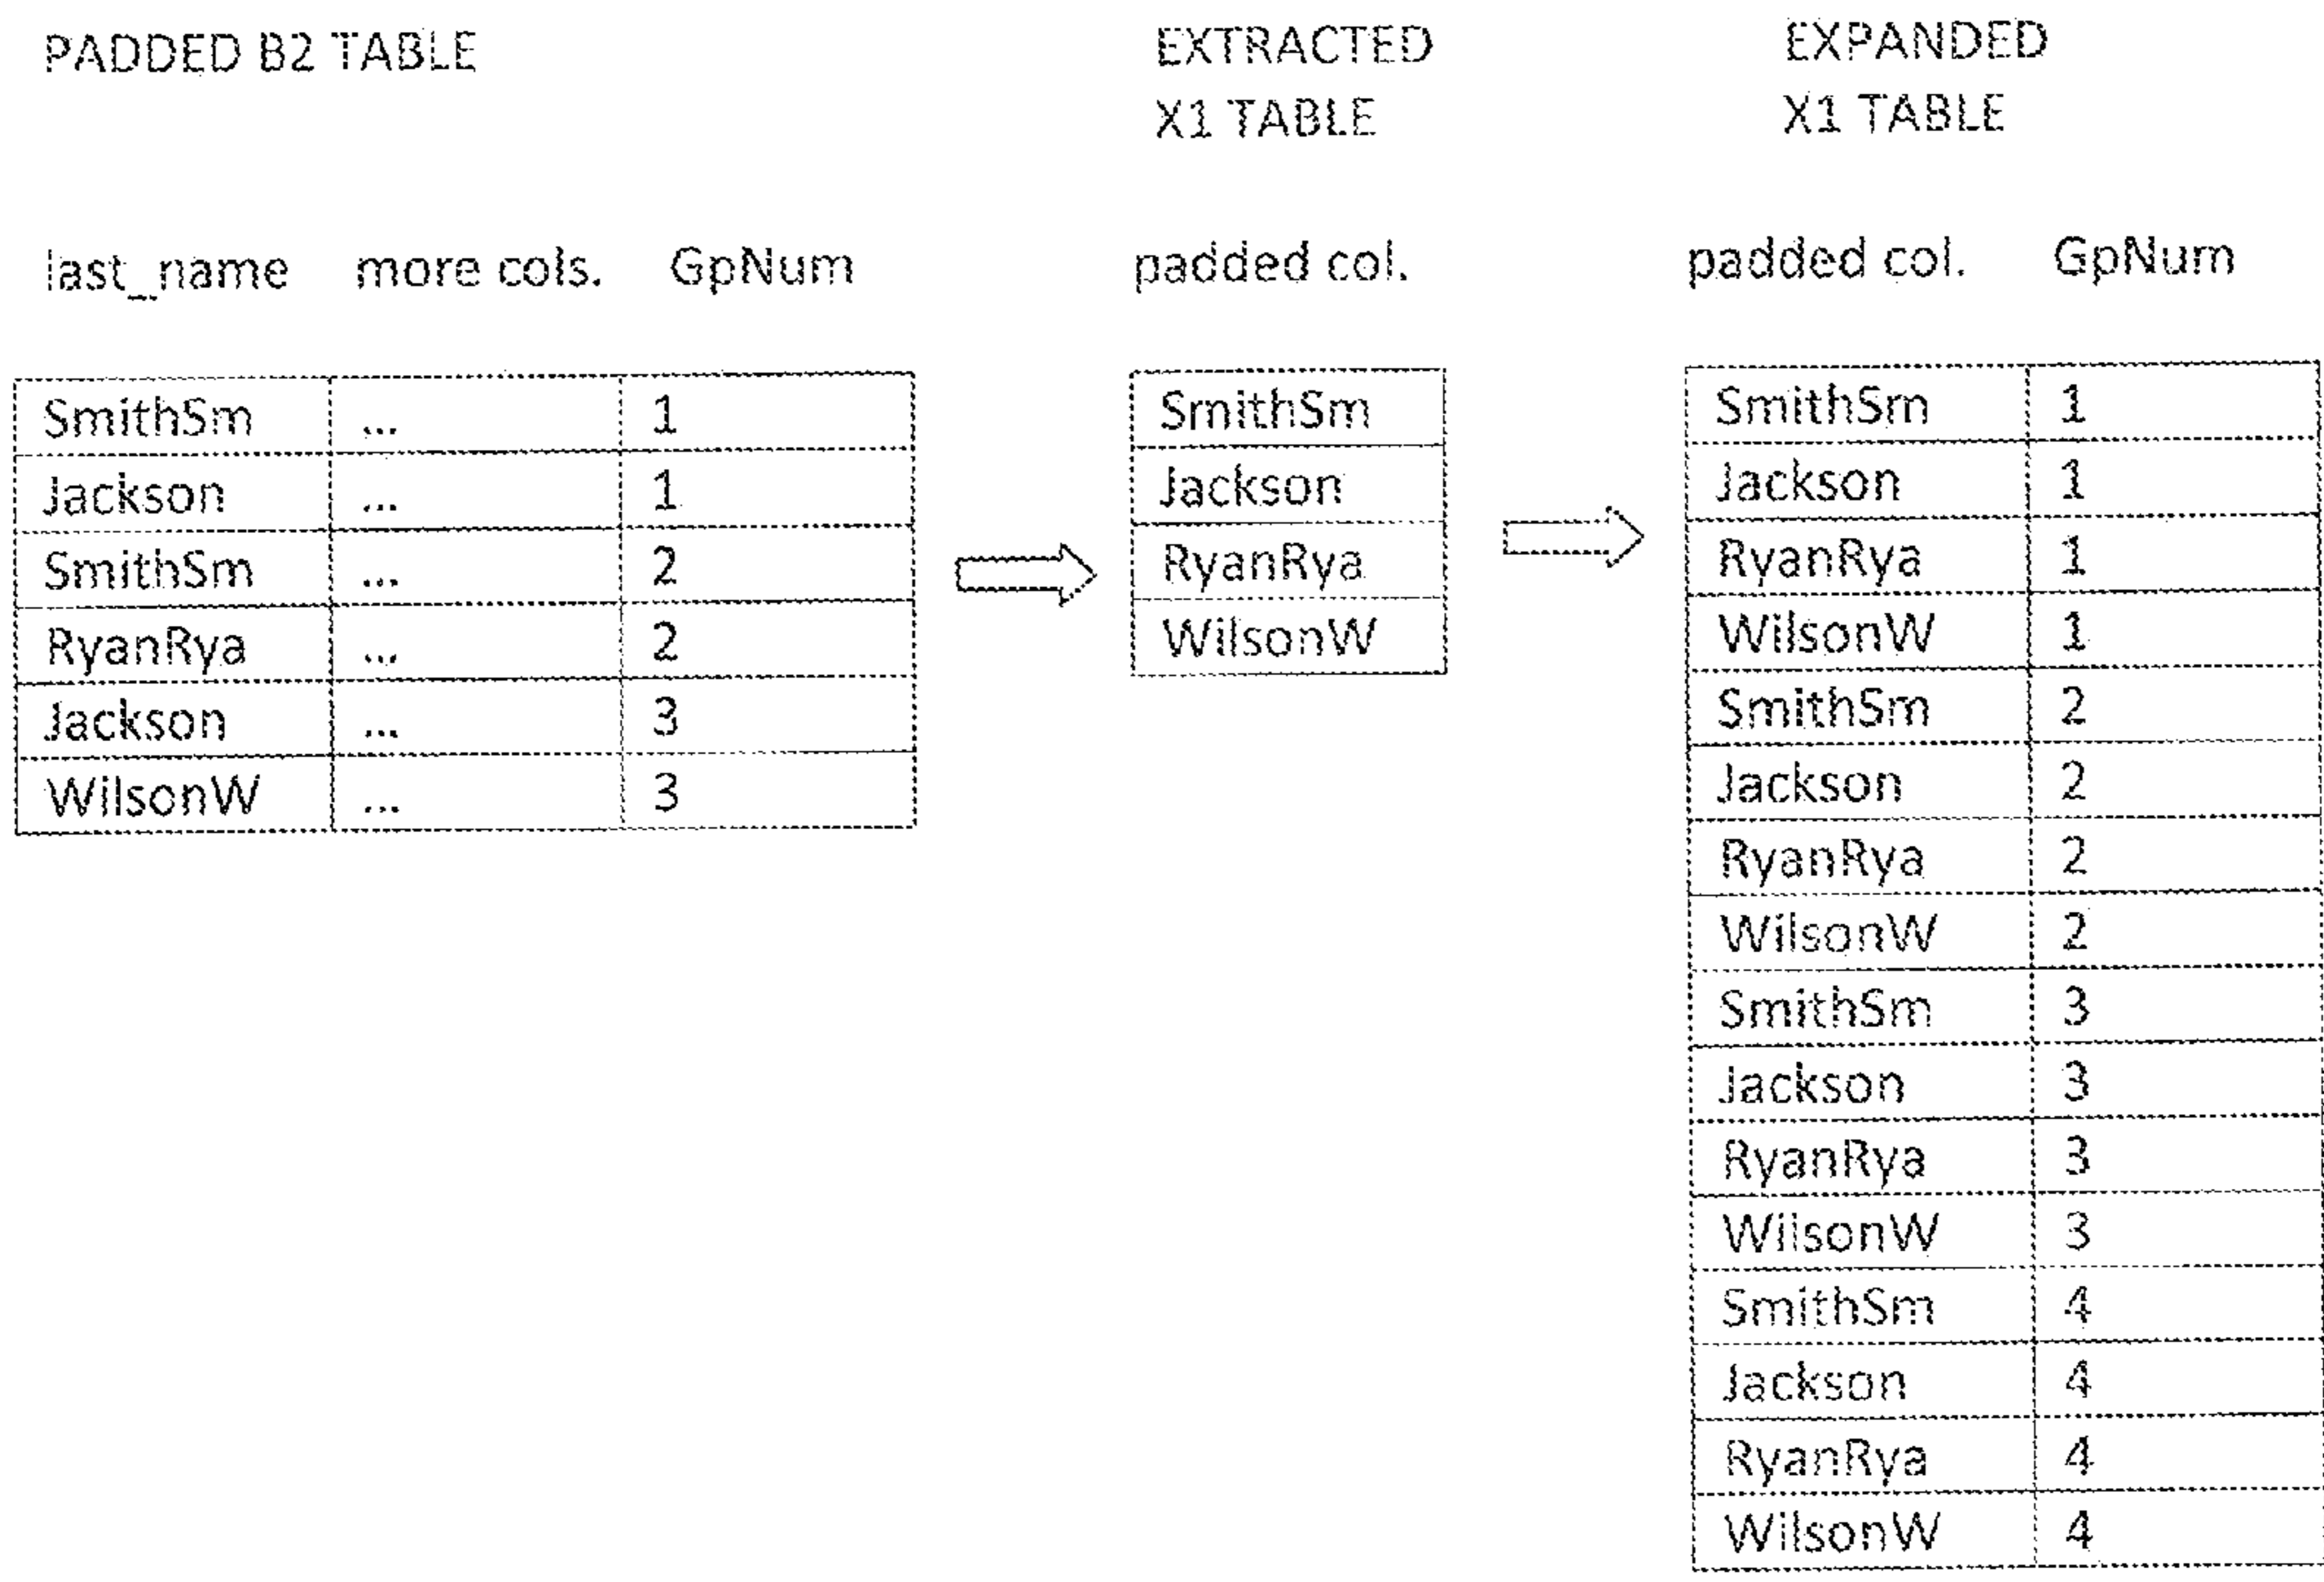 PADDED B2 TABLE
EXTRACTED
X1 TABLE
EXPANDED
X1 TABLE
last_name more cols. GpNum
SmithSm ... 1
Jackson ... 1
SmithSm ... 2
RyanRya ... 2
Jackson ... 3
WilsonW ... 3
padded col.
SmithSm
Jackson
RyanRya
WilsonW
padded col. GpNum
SmithSm 1
Jackson 1
RyanRya 1
WilsonW 1
SmithSm 2
Jackson 2
RyanRya 2
WilsonW 2
SmithSm 3
Jackson 3
RyanRya 3
WilsonW 3
SmithSm 4
Jackson 4
RyanRya 4
WilsonW 4